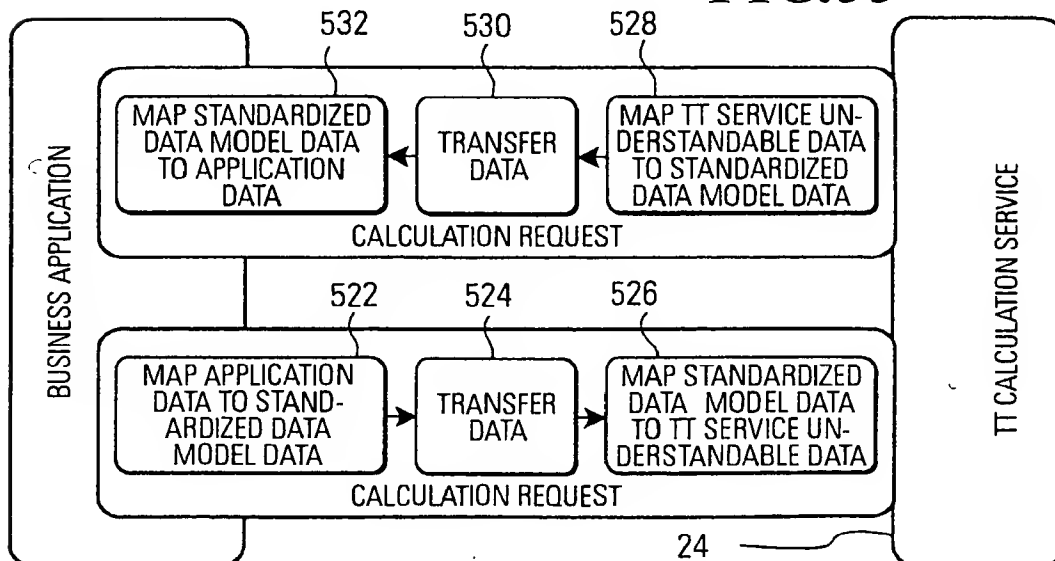 532
530
528
MAP STANDARDIZED
DATA MODEL DATA
TO APPLICATION
DATA
TRANSFER
DATA
MAP TT SERVICE UN-
DERSTANDABLE DATA
TO STANDARDIZED
DATA MODEL DATA
CALCULATION REQUEST
BUSINESS APPLICATION
TT CALCULATION SERVICE
522
524
526
MAP APPLICATION
DATA TO STAND-
ARDIZED DATA
MODEL DATA
TRANSFER
DATA
MAP STANDARDIZED
DATA MODEL DATA
TO TT SERVICE UN-
DERSTANDABLE DATA
CALCULATION REQUEST
24